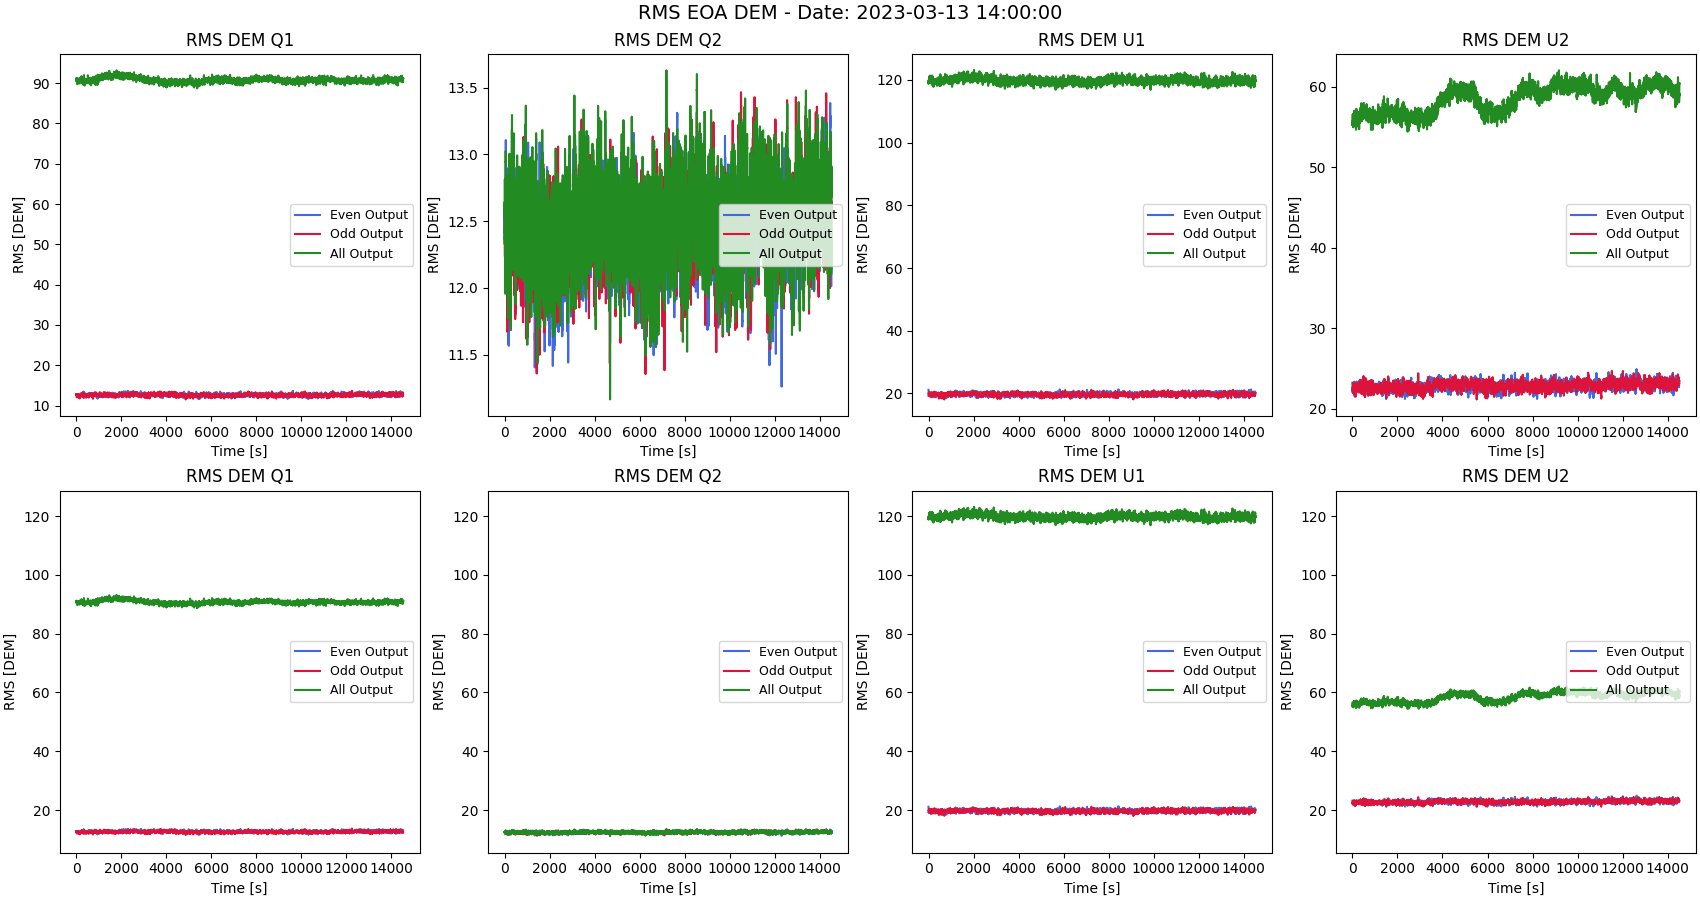 RMS EOA DEM - Date: 2023-03-13 14:00:00
RMS DEM Q1
RMS [DEM]
90
80
70
60
50
40
30
20
10
Even Output
Odd Output
All Output
0 2000 4000 6000 8000 10000 12000 14000
Time [s]
RMS DEM Q2
RMS [DEM]
13.5
13.0
12.5
12.0
11.5
Even Output
Odd Output
All Output
0 2000 4000 6000 8000 10000 12000 14000
Time [s]
RMS DEM U1
RMS [DEM]
120
100
80
60
40
20
Even Output
Odd Output
All Output
0 2000 4000 6000 8000 10000 12000 14000
Time [s]
RMS DEM U2
RMS [DEM]
60
50
40
30
20
Even Output
Odd Output
All Output
0 2000 4000 6000 8000 10000 12000 14000
Time [s]
RMS DEM Q1
RMS [DEM]
120
100
80
60
40
20
Even Output
Odd Output
All Output
0 2000 4000 6000 8000 10000 12000 14000
Time [s]
RMS DEM Q2
RMS [DEM]
120
100
80
60
40
20
Even Output
Odd Output
All Output
0 2000 4000 6000 8000 10000 12000 14000
Time [s]
RMS DEM U1
RMS [DEM]
120
100
80
60
40
20
Even Output
Odd Output
All Output
0 2000 4000 6000 8000 10000 12000 14000
Time [s]
RMS DEM U2
RMS [DEM]
120
100
80
60
40
20
Even Output
Odd Output
All Output
0 2000 4000 6000 8000 10000 12000 14000
Time [s]